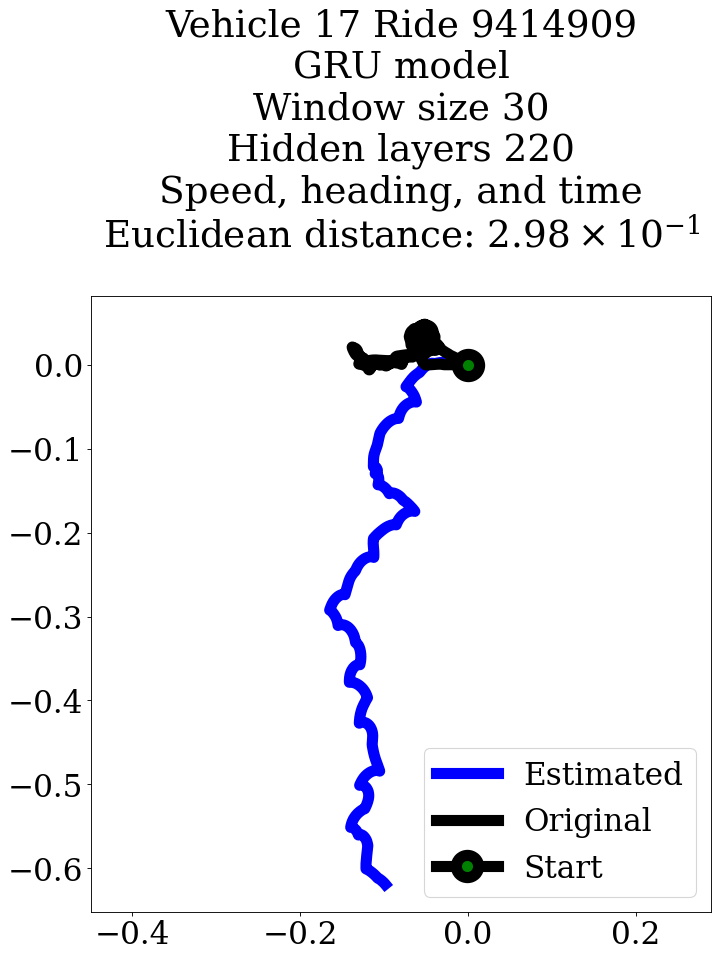 Vehicle 17 Ride 9414909
GRU model
Window size 30
Hidden layers 220
Speed, heading, and time
Euclidean distance: 2.98 × 10⁻¹
0.0
−0.1
−0.2
−0.3
−0.4
−0.5
−0.6
Estimated
Original
Start
−0.4 −0.2 0.0 0.2